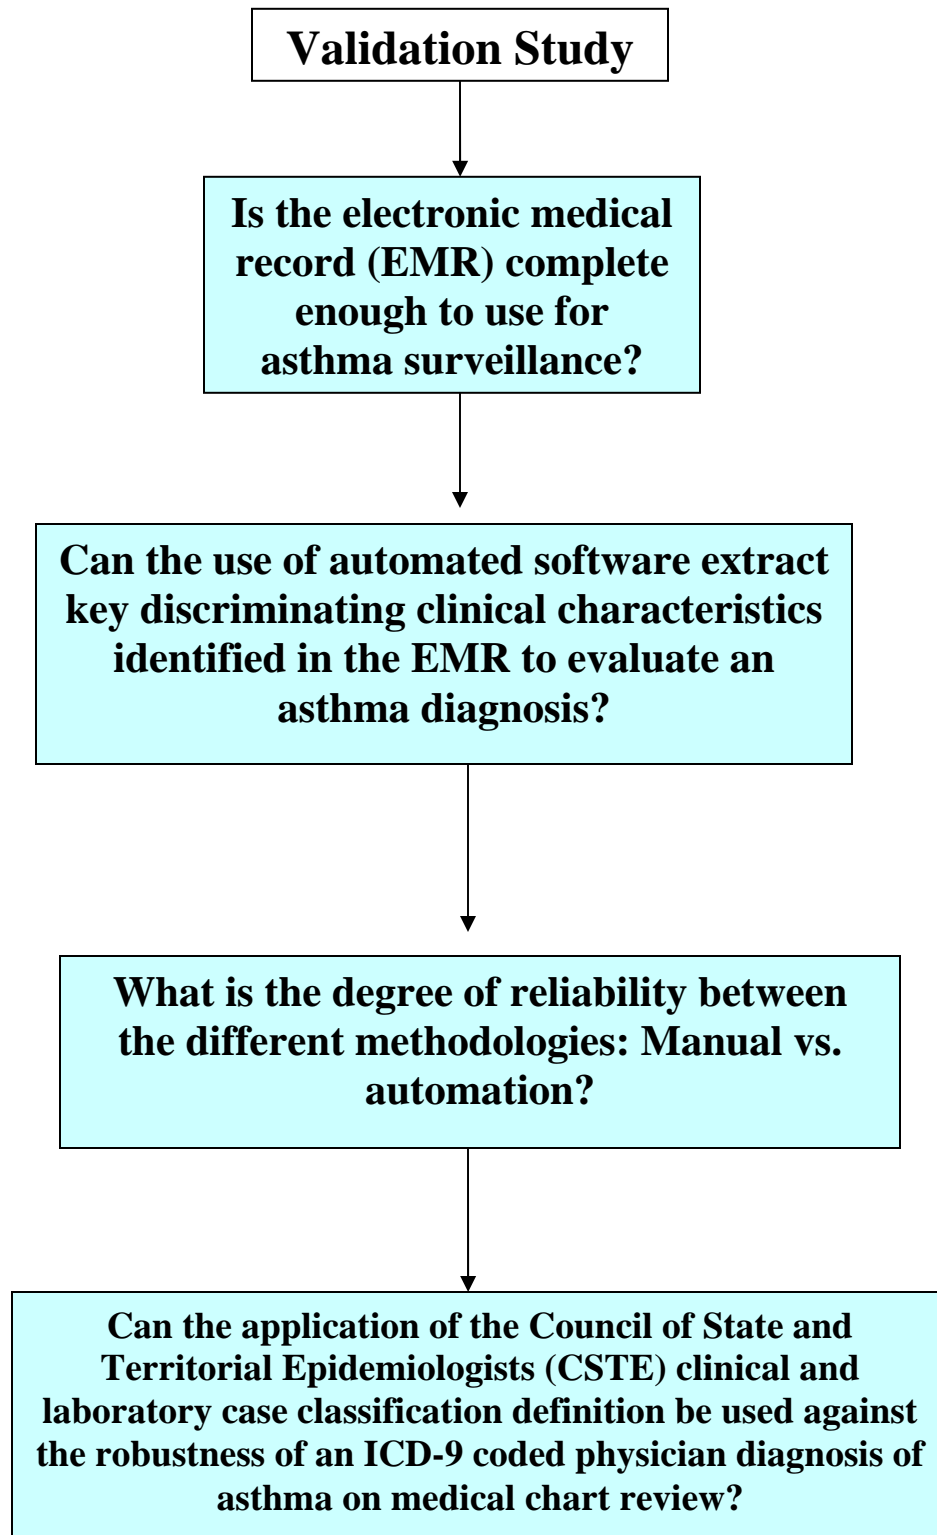 Validation Study
Is the electronic medical
record (EMR) complete
enough to use for
asthma surveillance?
Can the use of automated software extract
key discriminating clinical characteristics
identified in the EMR to evaluate an
asthma diagnosis?
What is the degree of reliability between
the different methodologies: Manual vs.
automation?
Can the application of the Council of State and
Territorial Epidemiologists (CSTE) clinical and
laboratory case classification definition be used against
the robustness of an ICD-9 coded physician diagnosis of
asthma on medical chart review?